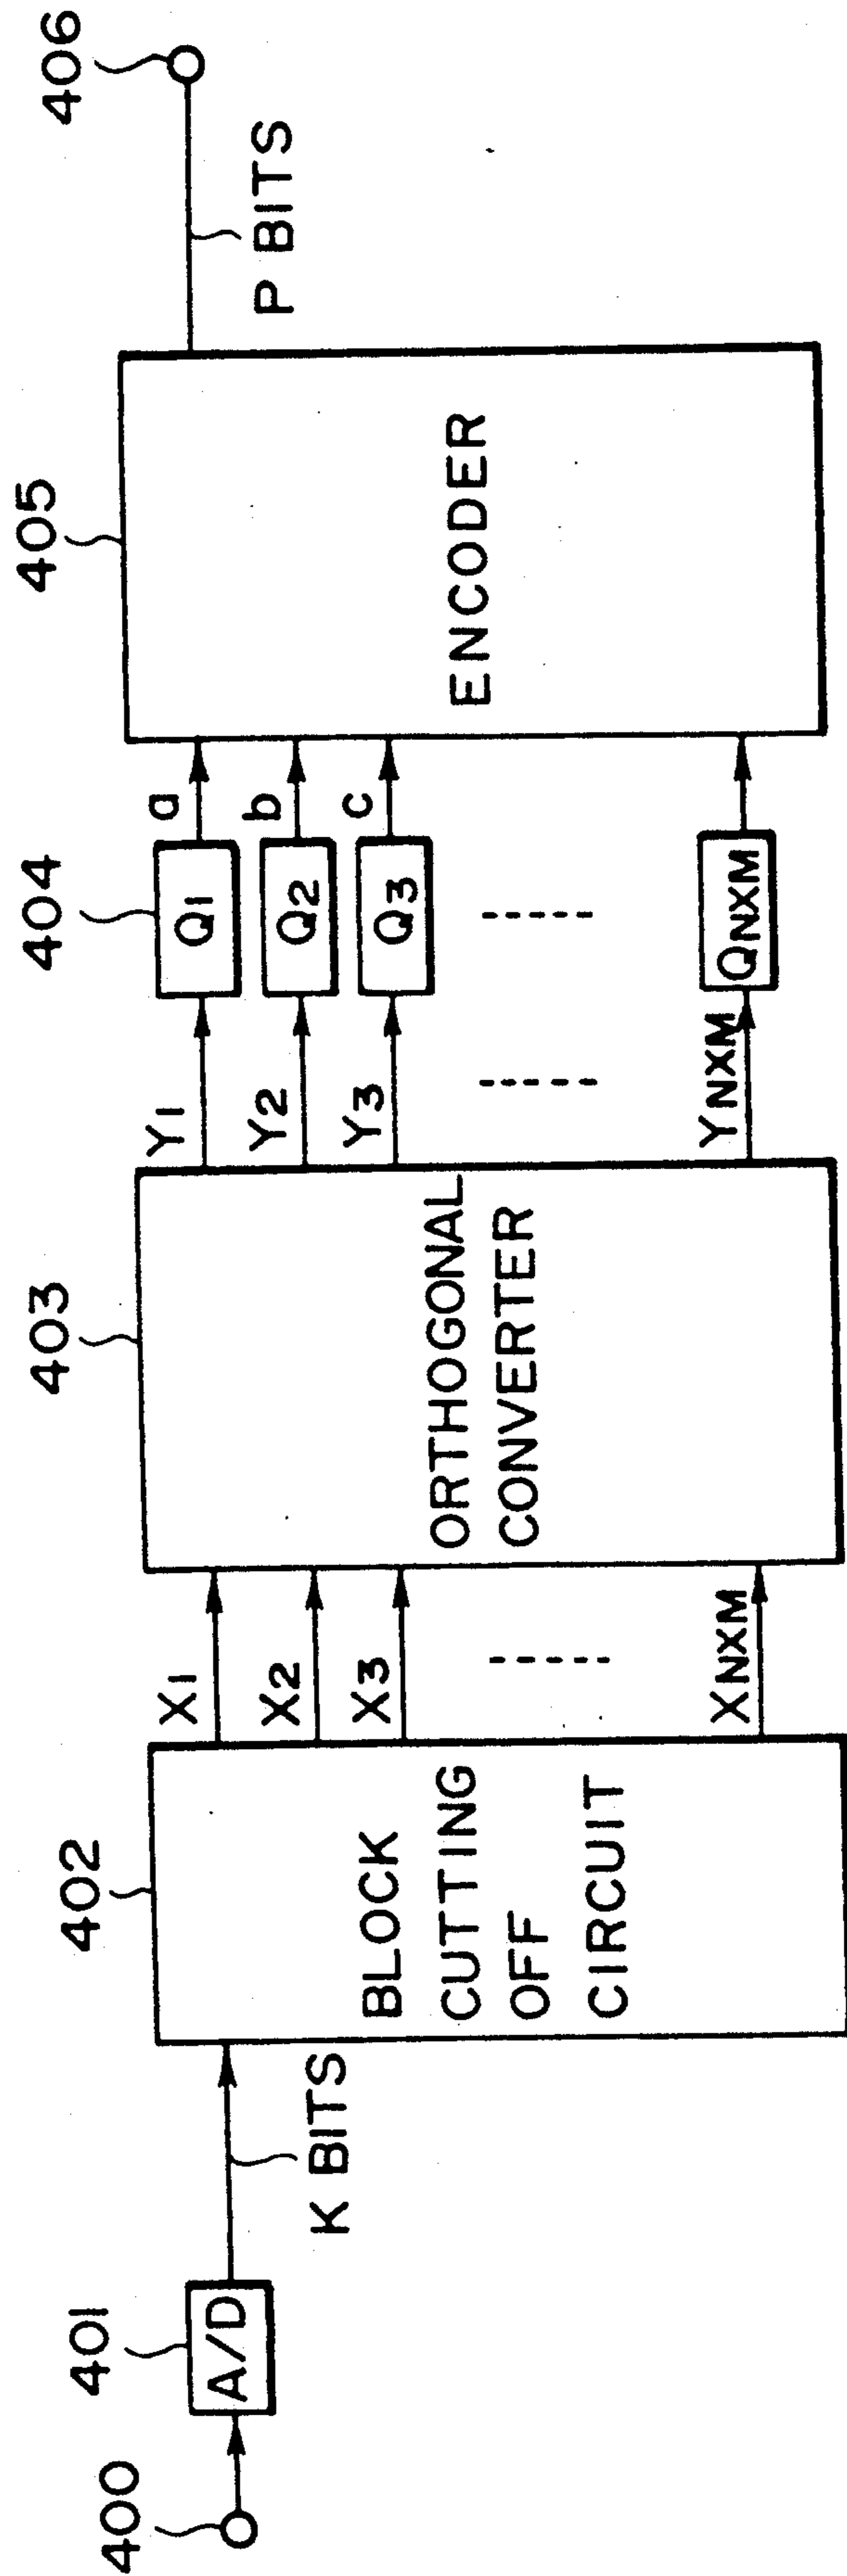 400
401
A/D
K BITS
402
BLOCK
CUTTING
OFF
CIRCUIT
X1
X2
X3
XNXM
403
ORTHOGONAL
CONVERTER
Y1
Y2
Y3
YNXM
404
Q1
Q2
Q3
QNXM
a
b
c
405
ENCODER
P BITS
406